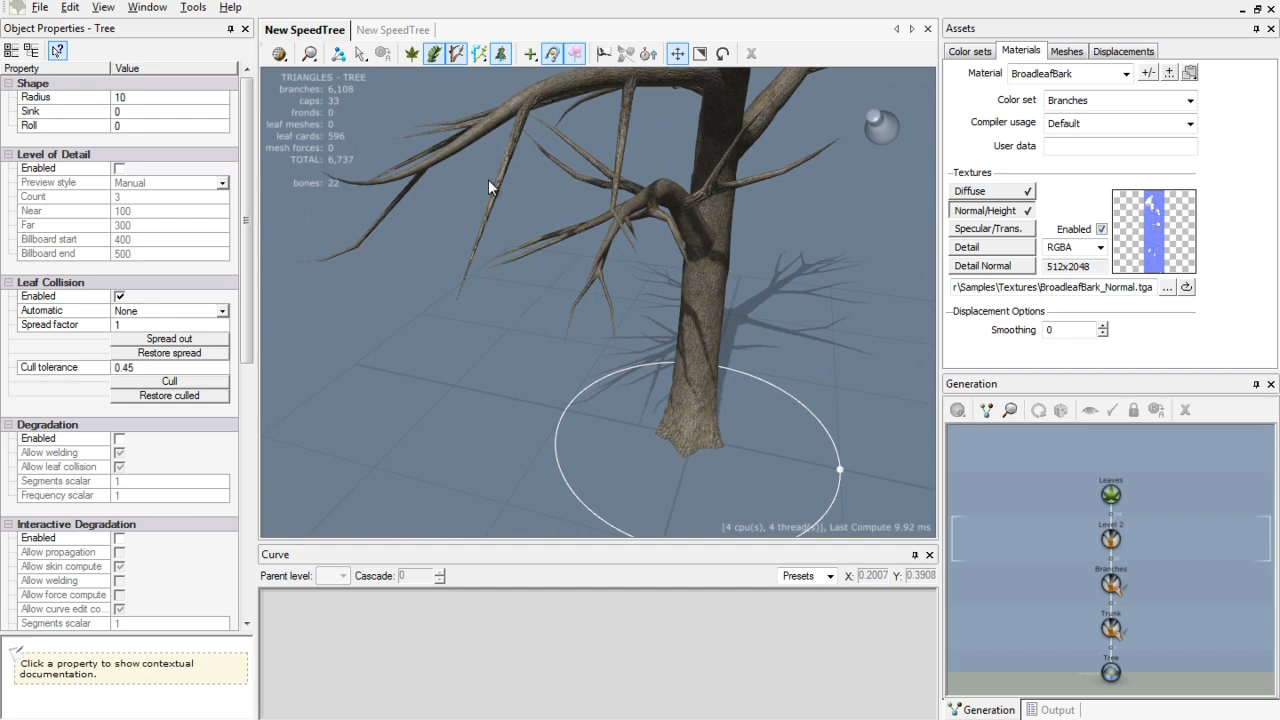 File Edit View Window Tools Help
Object Properties - Tree
Property Value
Shape
Radius 10
Sink 0
Roll 0
Level of Detail
Enabled
Preview style Manual
Count 3
Near 100
Far 300
Billboard start 400
Billboard end 500
Leaf Collision
Enabled
Automatic None
Spread factor 1
Spread out
Restore spread
Cull tolerance 0.45
Cull
Restore culled
Degradation
Enabled
Allow welding
Allow leaf collision
Segments scalar 1
Frequency scalar 1
Interactive Degradation
Enabled
Allow propagation
Allow skin compute
Allow welding
Allow force compute
Allow curve edit co...
Segments scalar 1
Click a property to show contextual
documentation.
New SpeedTree New SpeedTree
TRIANGLES - TREE
branches: 6,108
caps: 33
fronds: 0
leaf meshes: 0
leaf cards: 596
mesh forces: 0
TOTAL: 6,737
bones: 22
[4 cpu(s), 4 thread(s)], Last Compute 9.92 ms
Curve
Parent level: Cascade: 0 Presets X: 0.2007 Y: 0.3908
Assets
Color sets Materials Meshes Displacements
Material BroadleafBark +/-
Color set Branches
Compiler usage Default
User data
Textures
Diffuse
Normal/Height
Specular/Trans. Enabled
Detail RGBA
Detail Normal 512x2048
r\Samples\Textures\BroadleafBark_Normal.tga ...
Displacement Options
Smoothing 0
Generation
Leaves
Level 2
Branches
Trunk
Tree
Generation Output